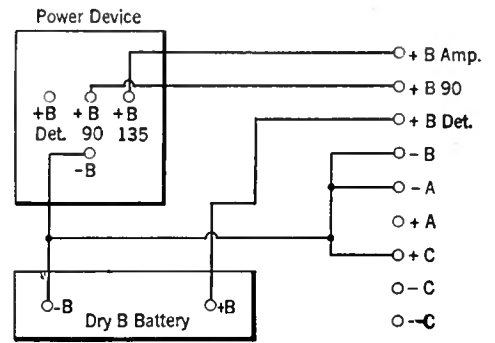 Power Device
+B Amp.
+B 90
+B +B +B
Det. 90 135
+B Det.
-B
-B
-A
+A
+C
-B +B
Dry B Battery
-C
--C